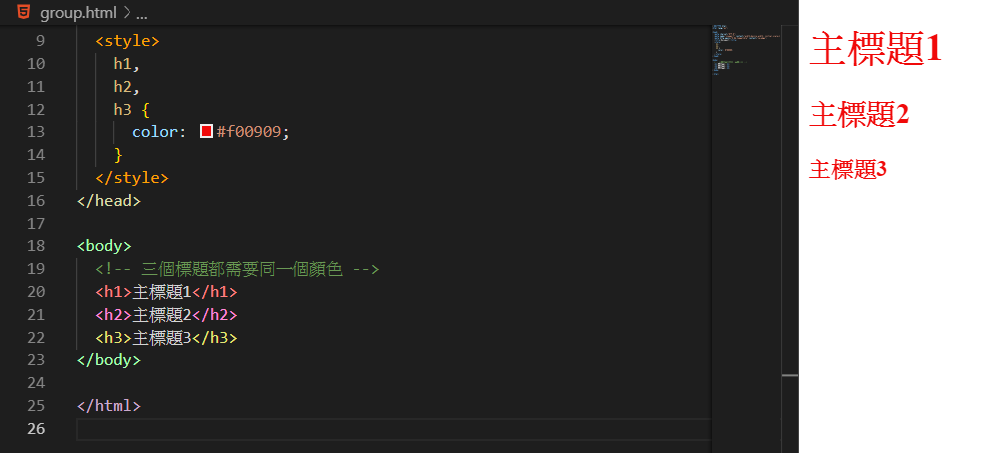 group.html > ...
9 <style>
10 h1,
11 h2,
12 h3 {
13 color: #f00909;
14 }
15 </style>
16 </head>
17
18 <body>
19 <!-- 三個標題都需要同一個顏色 -->
20 <h1>主標題1</h1>
21 <h2>主標題2</h2>
22 <h3>主標題3</h3>
23 </body>
24
25 </html>
26
主標題1
主標題2
主標題3